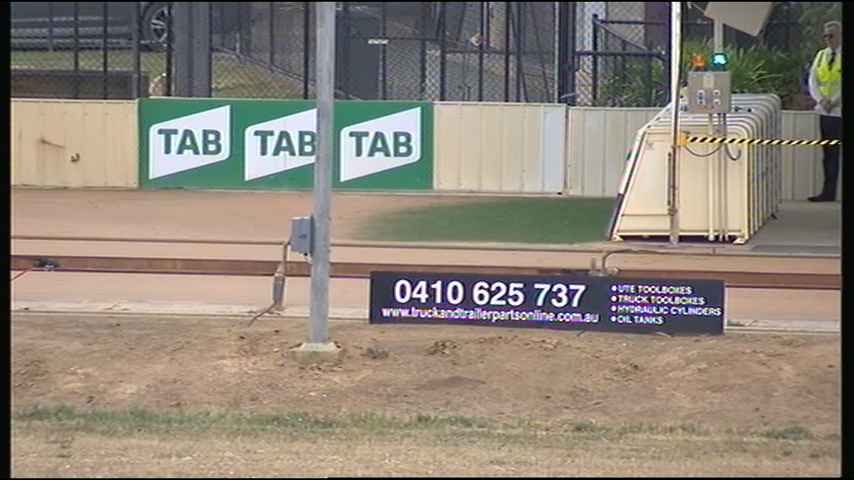 TAB TAB TAB
0410 625 737
www.truckandtrailerpartsonline.com.au
• UTE TOOLBOXES
• TRUCK TOOLBOXES
• HYDRAULIC CYLINDERS
• OIL TANKS